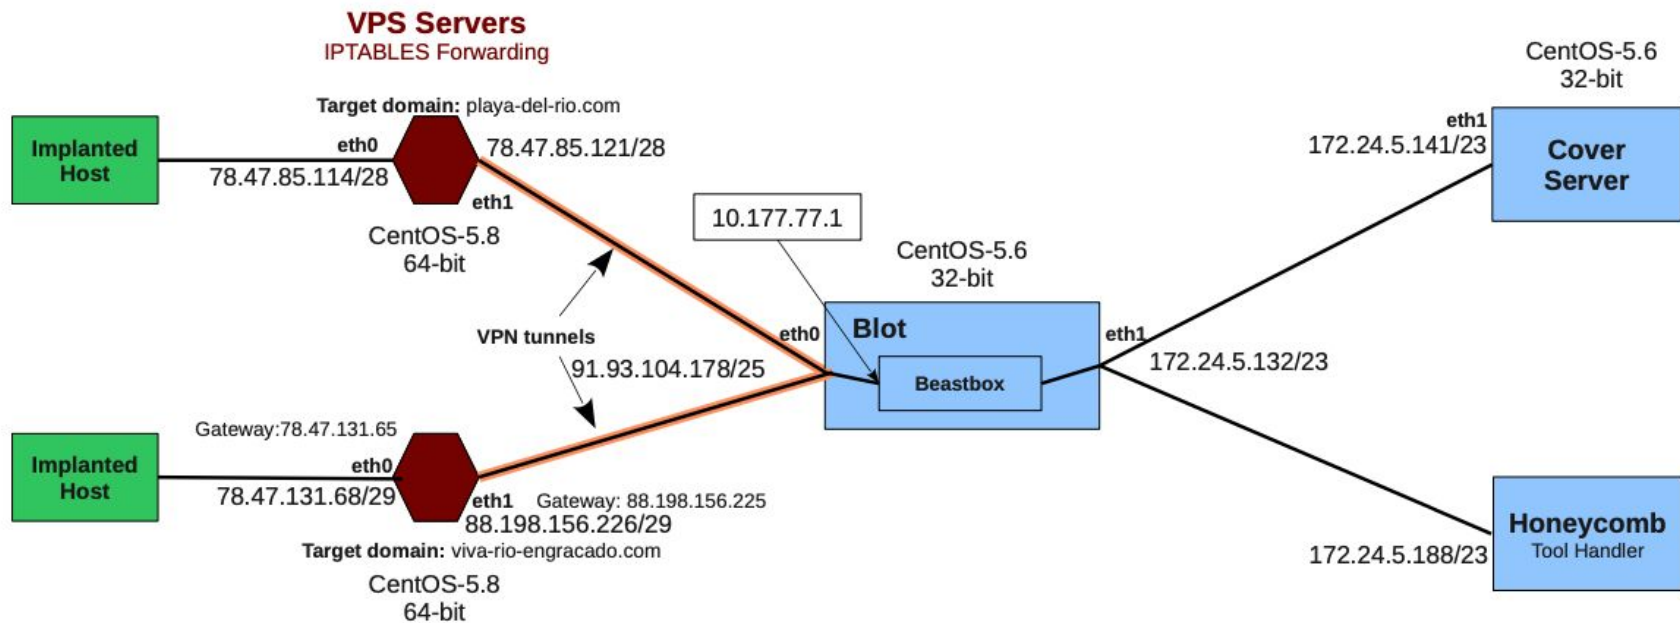 VPS Servers
IPTABLES Forwarding
Target domain: playa-del-rio.com
Implanted
Host
eth0
78.47.85.114/28
78.47.85.121/28
eth1
CentOS-5.8
64-bit
VPN tunnels
10.177.77.1
CentOS-5.6
32-bit
eth0
91.93.104.178/25
Blot
Beastbox
eth1
172.24.5.132/23
CentOS-5.6
32-bit
eth1
172.24.5.141/23
Cover
Server
Gateway:78.47.131.65
Implanted
Host
eth0
78.47.131.68/29
eth1
Gateway: 88.198.156.225
88.198.156.226/29
Target domain: viva-rio-engracado.com
CentOS-5.8
64-bit
172.24.5.188/23
Honeycomb
Tool Handler